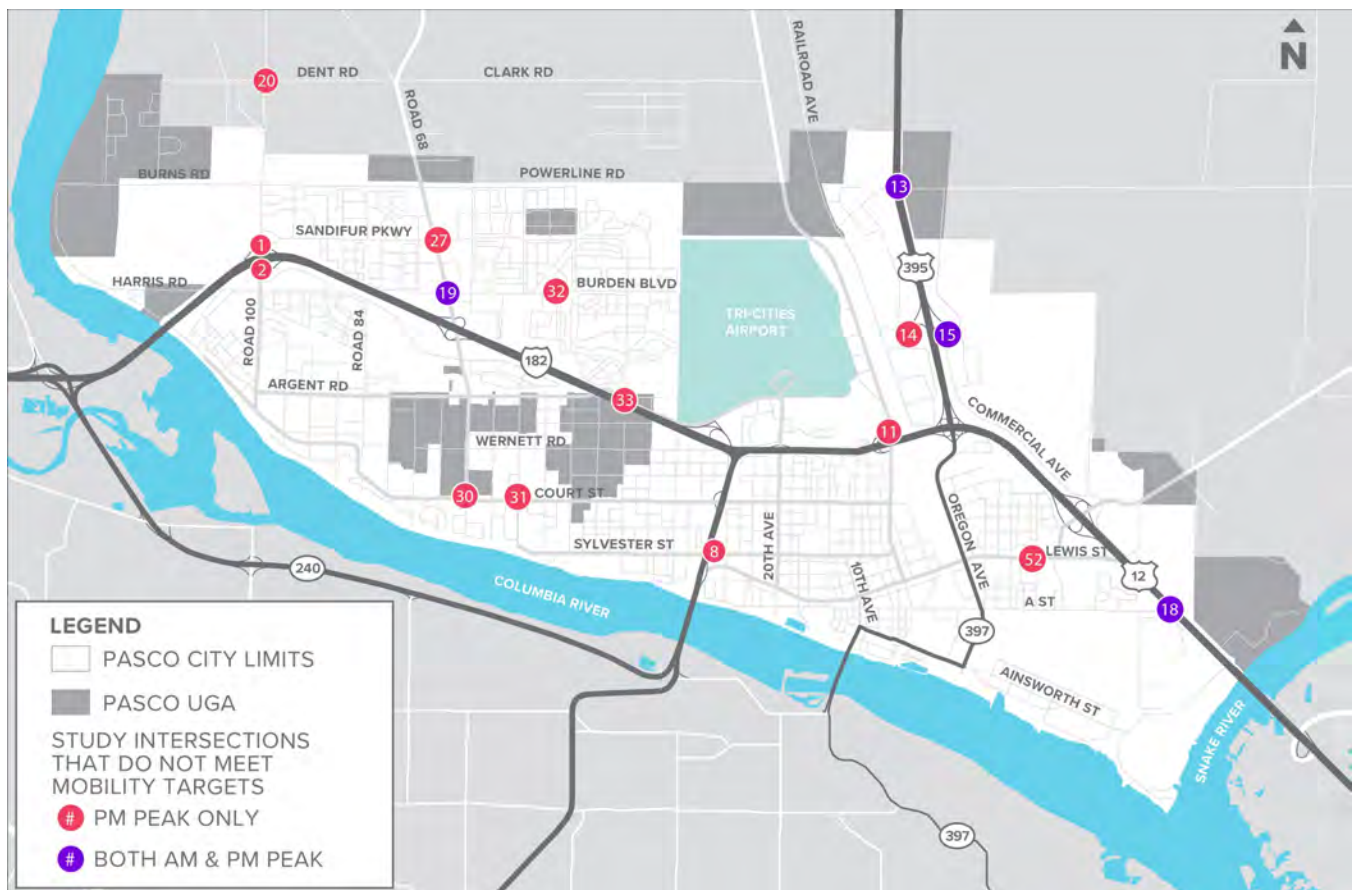 N
RAILROAD AVE
20
DENT RD
CLARK RD
ROAD 68
BURNS RD
POWERLINE RD
13
SANDIFUR PKWY
27
1
2
395
HARRIS RD
19
32
BURDEN BLVD
TRI-CITIES
AIRPORT
14
15
ROAD 100
ROAD 84
182
ARGENT RD
33
COMMERCIAL AVE
11
WERNETT RD
30
31
COURT ST
OREGON AVE
20TH AVE
SYLVESTER ST
8
52
LEWIS ST
240
10TH AVE
12
COLUMBIA RIVER
A ST
18
397
AINSWORTH ST
SNAKE RIVER
397
LEGEND
PASCO CITY LIMITS
PASCO UGA
STUDY INTERSECTIONS
THAT DO NOT MEET
MOBILITY TARGETS
# PM PEAK ONLY
# BOTH AM & PM PEAK